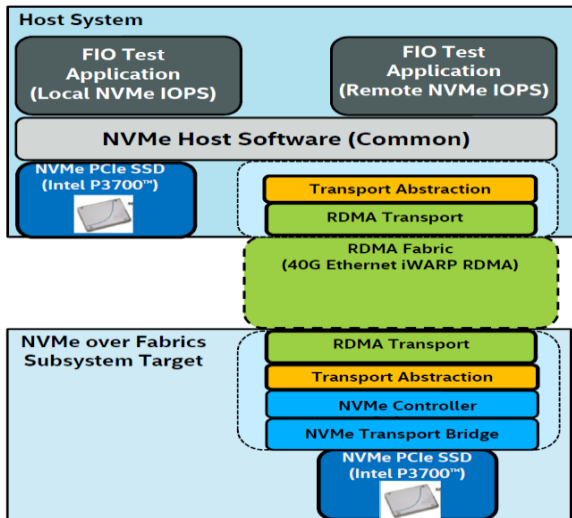 Host System
FIO Test
Application
(Local NVMe IOPS)
FIO Test
Application
(Remote NVMe IOPS)
NVMe Host Software (Common)
NVMe PCIe SSD
(Intel P3700™)
Transport Abstraction
RDMA Transport
RDMA Fabric
(40G Ethernet iWARP RDMA)
NVMe over Fabrics
Subsystem Target
RDMA Transport
Transport Abstraction
NVMe Controller
NVMe Transport Bridge
NVMe PCIe SSD
(Intel P3700™)